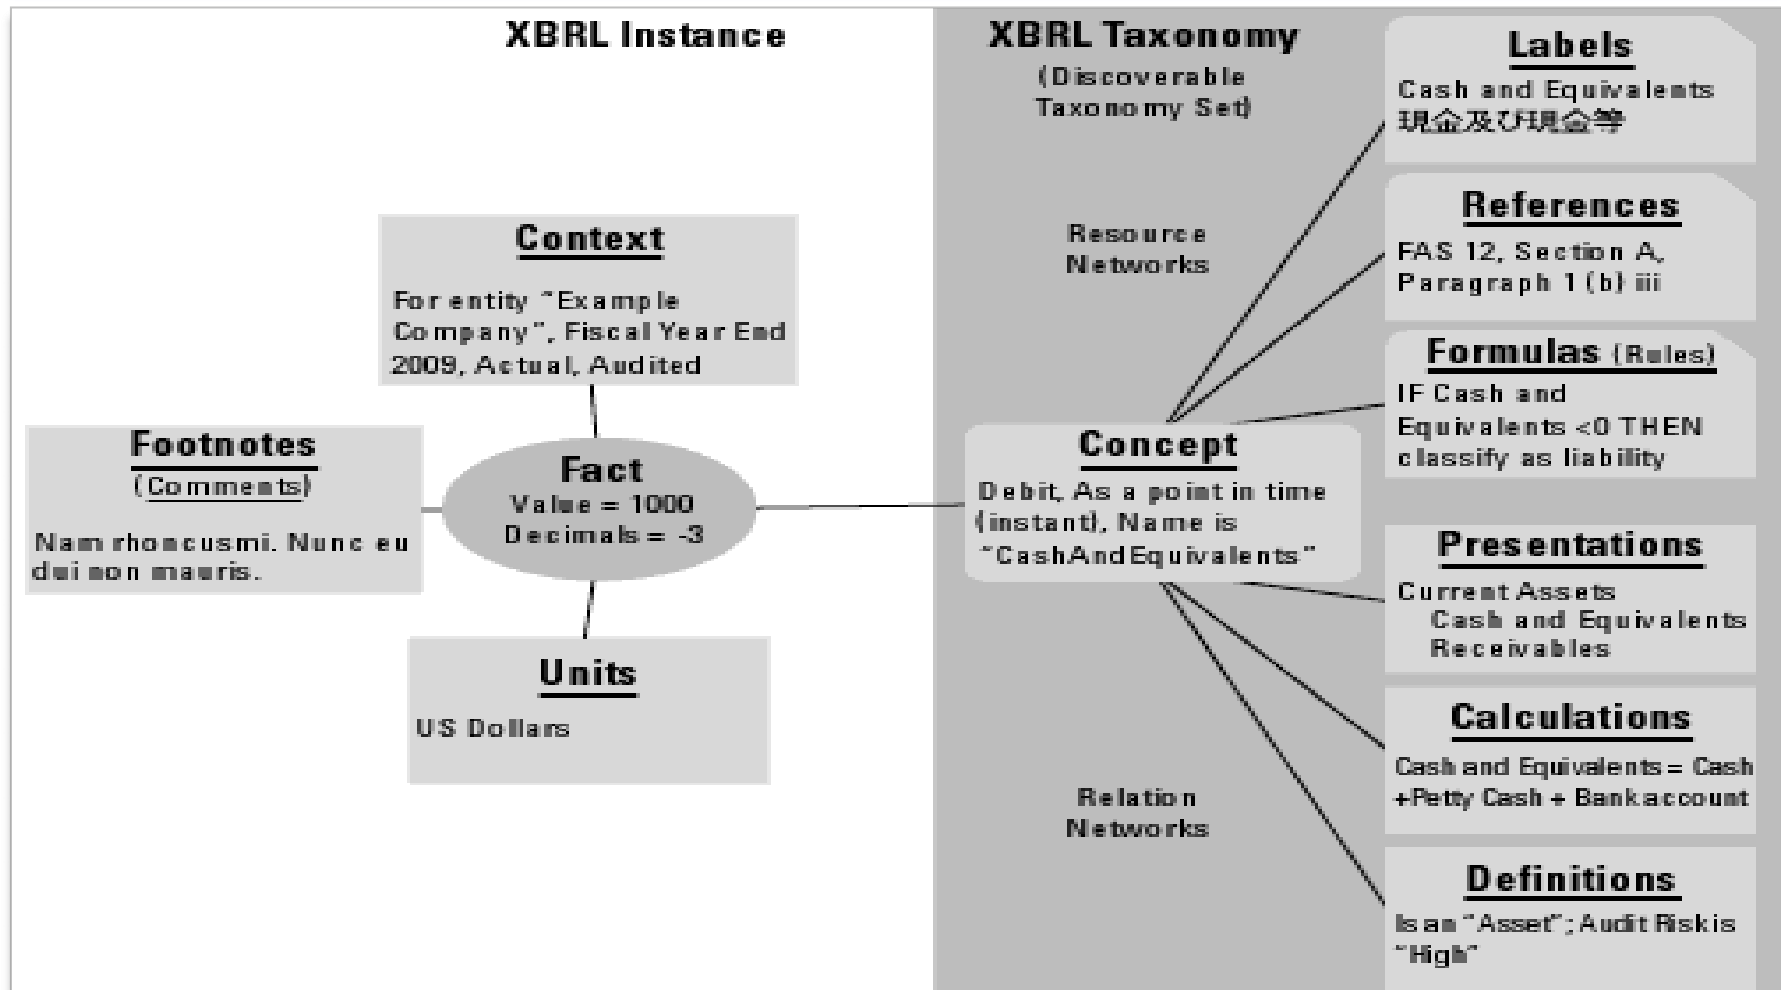 XBRL Instance
Context
For entity "Example
Company", Fiscal Year End
2009, Actual, Audited
Footnotes
(Comments)
Nam rhoncus mi. Nunc eu
dui non mauris.
Fact
Value = 1000
Decimals = -3
Units
US Dollars
XBRL Taxonomy
(Discoverable
Taxonomy Set)
Resource
Networks
Concept
Debit, As a point in time
(instant), Name is
"CashAndEquivalents"
Relation
Networks
Labels
Cash and Equivalents
現金及び現金等
References
FAS 12, Section A,
Paragraph 1 (b) iii
Formulas (Rules)
IF Cash and
Equivalents <0 THEN
classify as liability
Presentations
Current Assets
Cash and Equivalents
Receivables
Calculations
Cash and Equivalents = Cash
+Petty Cash + Bank account
Definitions
Is an "Asset"; Audit Risk is
"High"